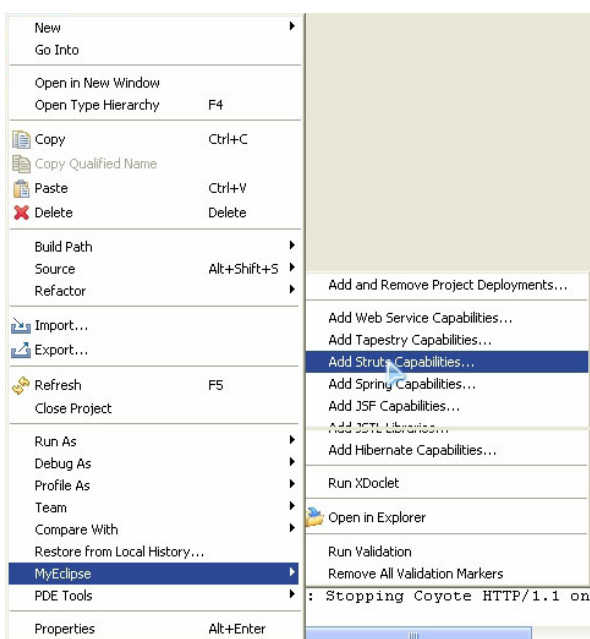 New
Go Into
Open in New Window
Open Type Hierarchy F4
Copy Ctrl+C
Copy Qualified Name
Paste Ctrl+V
Delete Delete
Build Path
Source Alt+Shift+S
Refactor
Import...
Export...
Refresh F5
Close Project
Run As
Debug As
Profile As
Team
Compare With
Restore from Local History...
MyEclipse
PDE Tools
Properties Alt+Enter
Add and Remove Project Deployments...
Add Web Service Capabilities...
Add Tapestry Capabilities...
Add Struts Capabilities...
Add Spring Capabilities...
Add JSF Capabilities...
Add JSTL Libraries...
Add Hibernate Capabilities...
Run XDoclet
Open in Explorer
Run Validation
Remove All Validation Markers
: Stopping Coyote HTTP/1.1 on